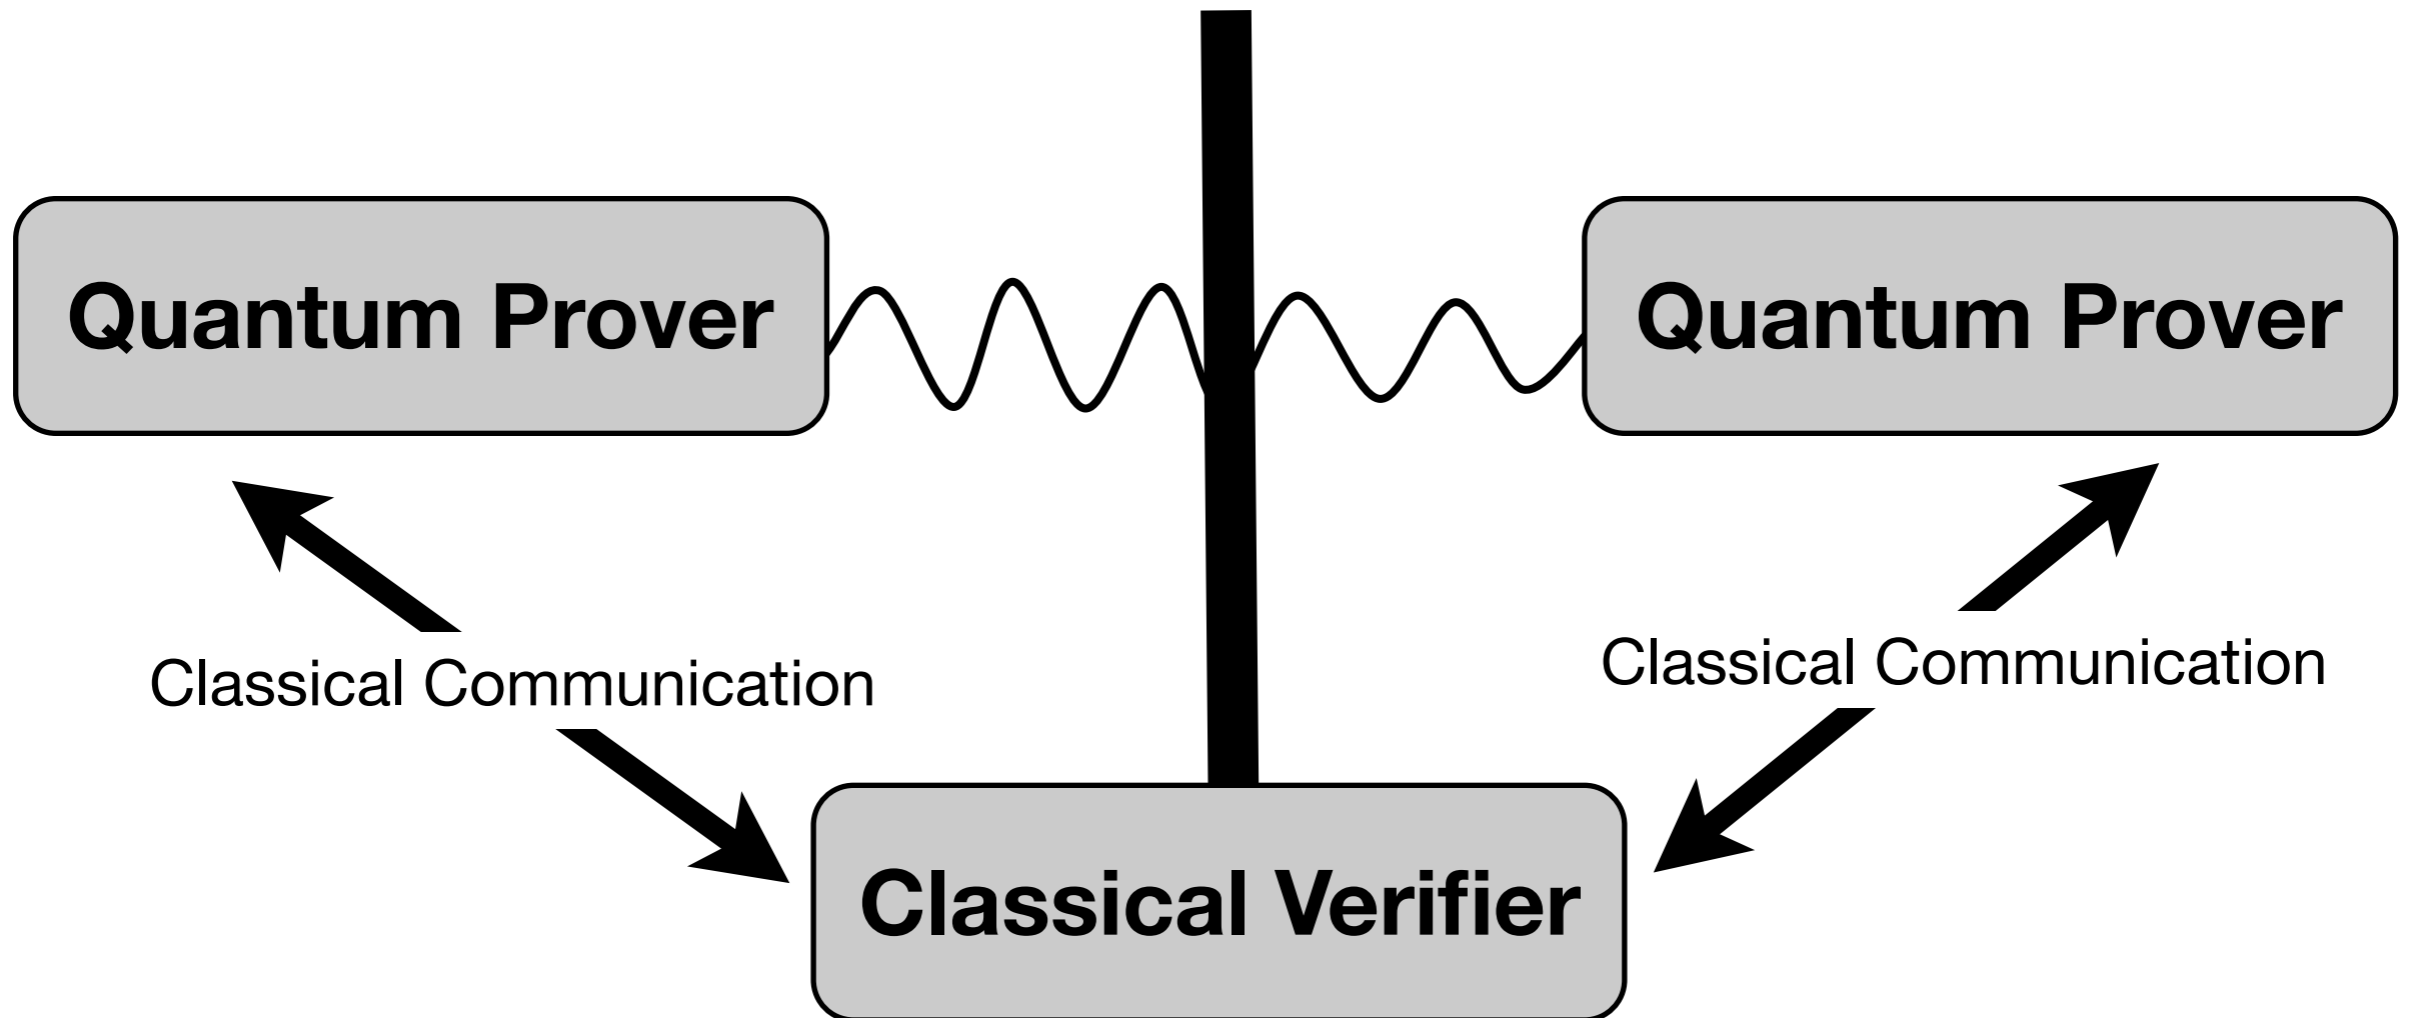 Quantum Prover
Quantum Prover
Classical Communication
Classical Communication
Classical Verifier